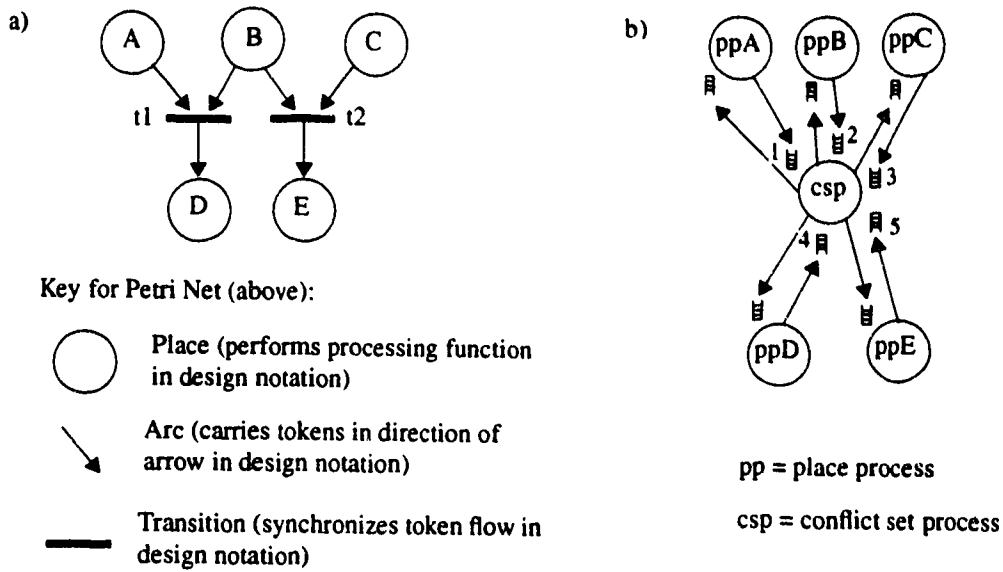 a)
A
B
C
t1
t2
D
E
Key for Petri Net (above):
Place (performs processing function
in design notation)
Arc (carries tokens in direction of
arrow in design notation)
Transition (synchronizes token flow in
design notation)
b)
ppA
ppB
ppC
1
2
3
csp
4
5
ppD
ppE
pp = place process
csp = conflict set process